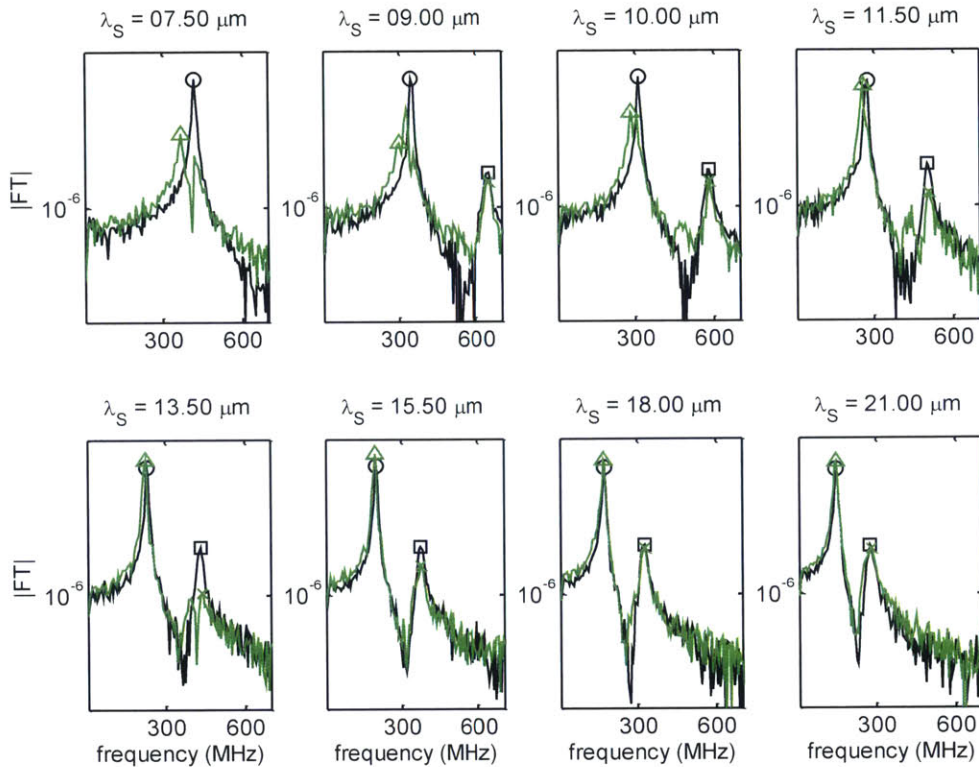 λS = 07.50 μm
λS = 09.00 μm
λS = 10.00 μm
λS = 11.50 μm
|FT|
10-6
10-6
10-6
10-6
300 600
300 600
300 600
300 600
λS = 13.50 μm
λS = 15.50 μm
λS = 18.00 μm
λS = 21.00 μm
|FT|
10-6
10-6
10-6
10-6
300 600
300 600
300 600
300 600
frequency (MHz)
frequency (MHz)
frequency (MHz)
frequency (MHz)